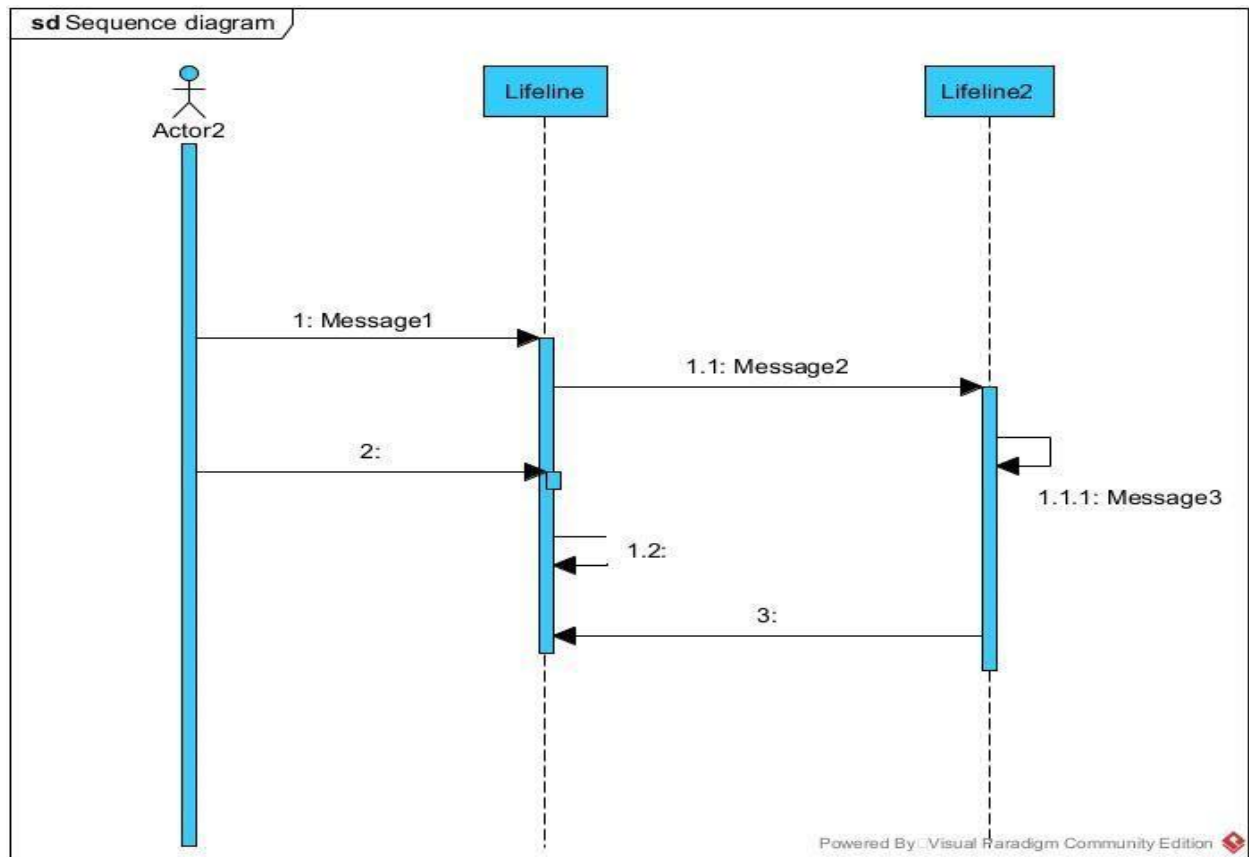 sd Sequence diagram
Actor2
Lifeline
Lifeline2
1: Message1
1.1: Message2
2:
1.1.1: Message3
1.2:
3:
Powered By Visual Paradigm Community Edition